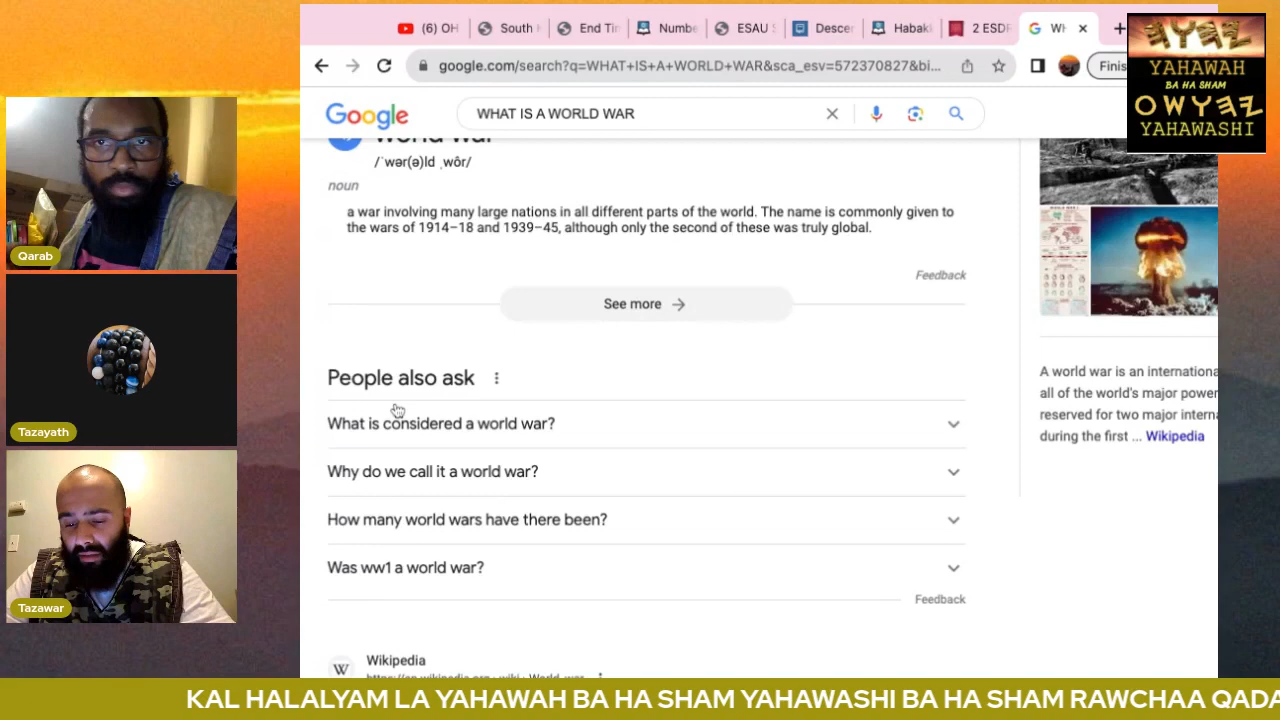 (6) OH
South
End Tin
Numbe
ESAU
Descer
Habak
2 ESDF
Wh
google.com/search?q=WHAT+IS+A+WORLD+WAR&sca_esv=572370827&bi...
Finis
YAHAWAH
BA HA SHAM
YAHAWASHI
Google
WHAT IS A WORLD WAR
world war
/ˈwər(ə)ld ˌwôr/
noun
a war involving many large nations in all different parts of the world. The name is commonly given to
the wars of 1914–18 and 1939–45, although only the second of these was truly global.
Feedback
See more
People also ask
What is considered a world war?
Why do we call it a world war?
How many world wars have there been?
Was ww1 a world war?
Feedback
W
Wikipedia
A world war is an internationa
all of the world's major power
reserved for two major interna
during the first ... Wikipedia
Qarab
Tazayath
Tazawar
KAL HALALYAM LA YAHAWAH BA HA SHAM YAHAWASHI BA HA SHAM RAWCHAA QADA